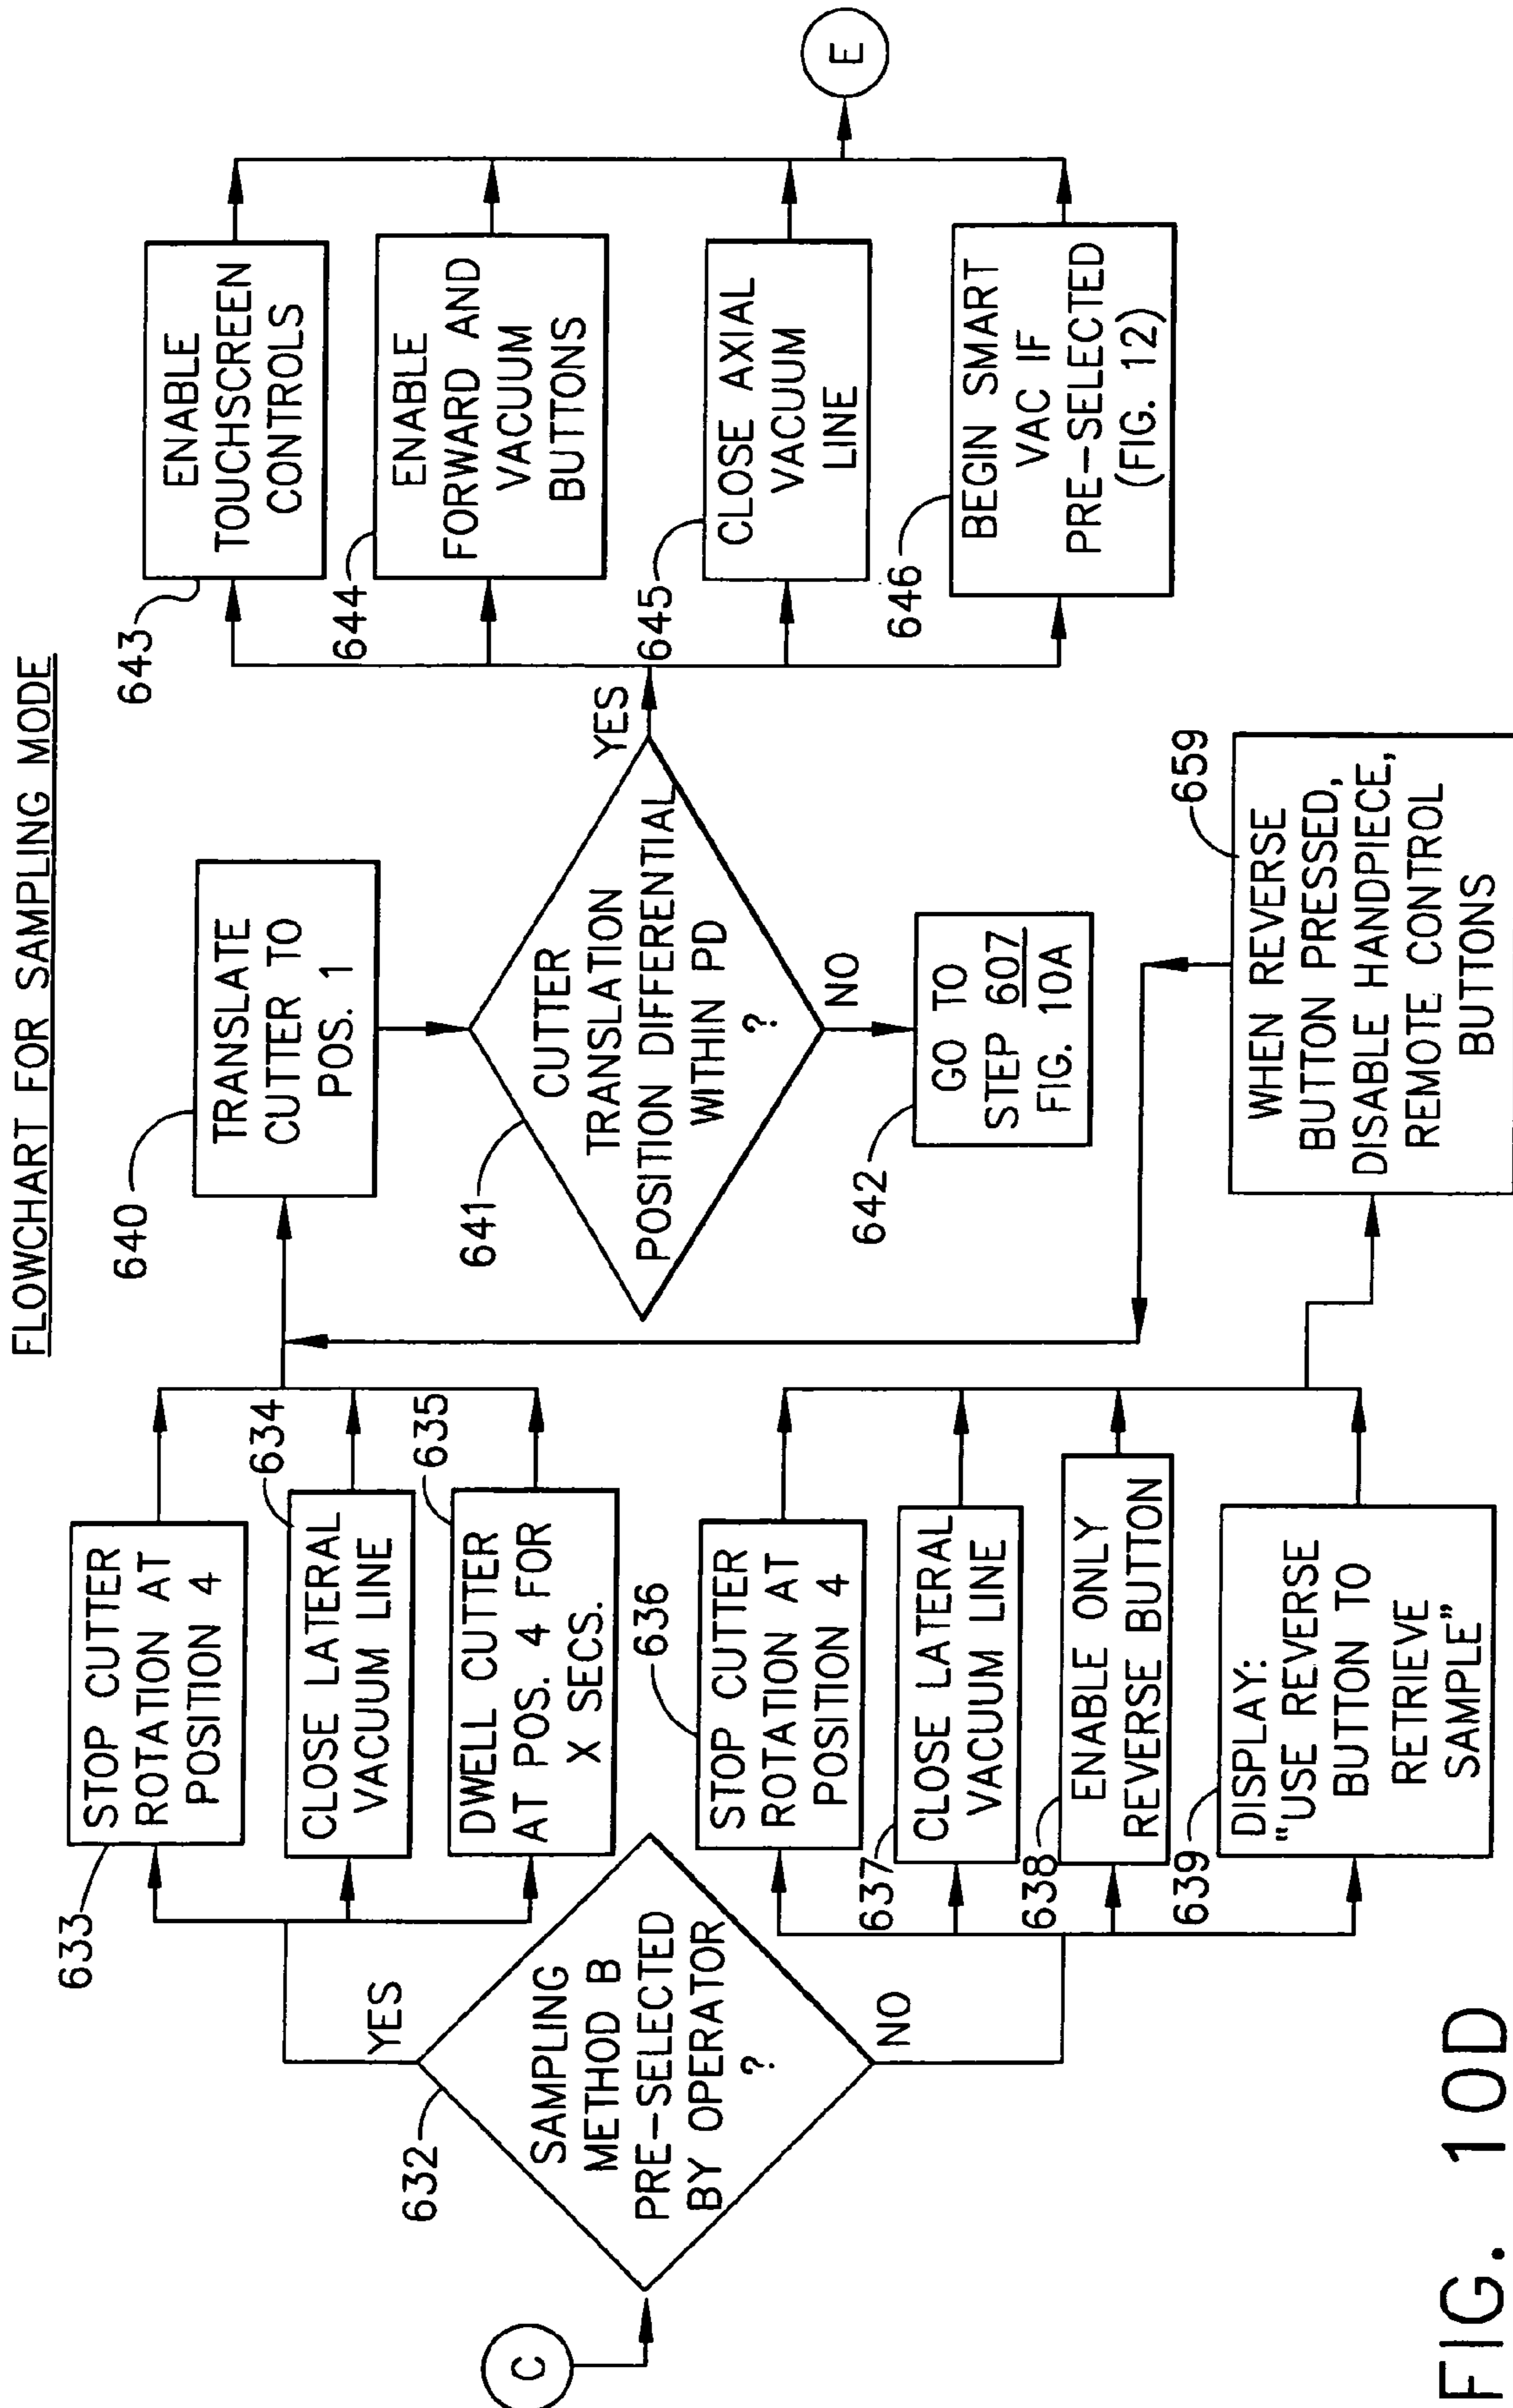 FLOWCHART FOR SAMPLING MODE
C
632
SAMPLING
METHOD B
PRE-SELECTED
BY OPERATOR
?
YES
NO
633
STOP CUTTER
ROTATION AT
POSITION 4
634
CLOSE LATERAL
VACUUM LINE
635
DWELL CUTTER
AT POS. 4 FOR
X SECS.
636
STOP CUTTER
ROTATION AT
POSITION 4
637
CLOSE LATERAL
VACUUM LINE
638
ENABLE ONLY
REVERSE BUTTON
639
DISPLAY:
"USE REVERSE
BUTTON TO
RETRIEVE
SAMPLE"
640
TRANSLATE
CUTTER TO
POS. 1
641
CUTTER
TRANSLATION
POSITION DIFFERENTIAL
WITHIN PD
?
YES
NO
642
GO TO
STEP 607
FIG. 10A
659
WHEN REVERSE
BUTTON PRESSED,
DISABLE HANDPIECE,
REMOTE CONTROL
BUTTONS
643
ENABLE
TOUCHSCREEN
CONTROLS
644
ENABLE
FORWARD AND
VACUUM
BUTTONS
645
CLOSE AXIAL
VACUUM
LINE
646
BEGIN SMART
VAC IF
PRE-SELECTED
(FIG. 12)
E
FIG. 10D